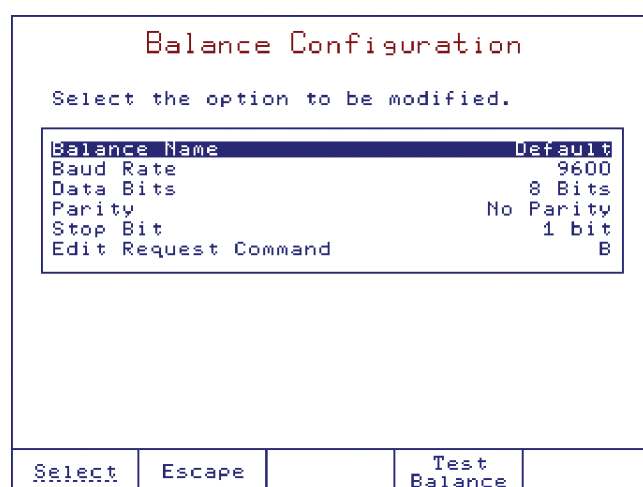 Balance Configuration
Select the option to be modified.
Balance Name Default
Baud Rate 9600
Data Bits 8 Bits
Parity No Parity
Stop Bit 1 bit
Edit Request Command B
Select Escape Test Balance